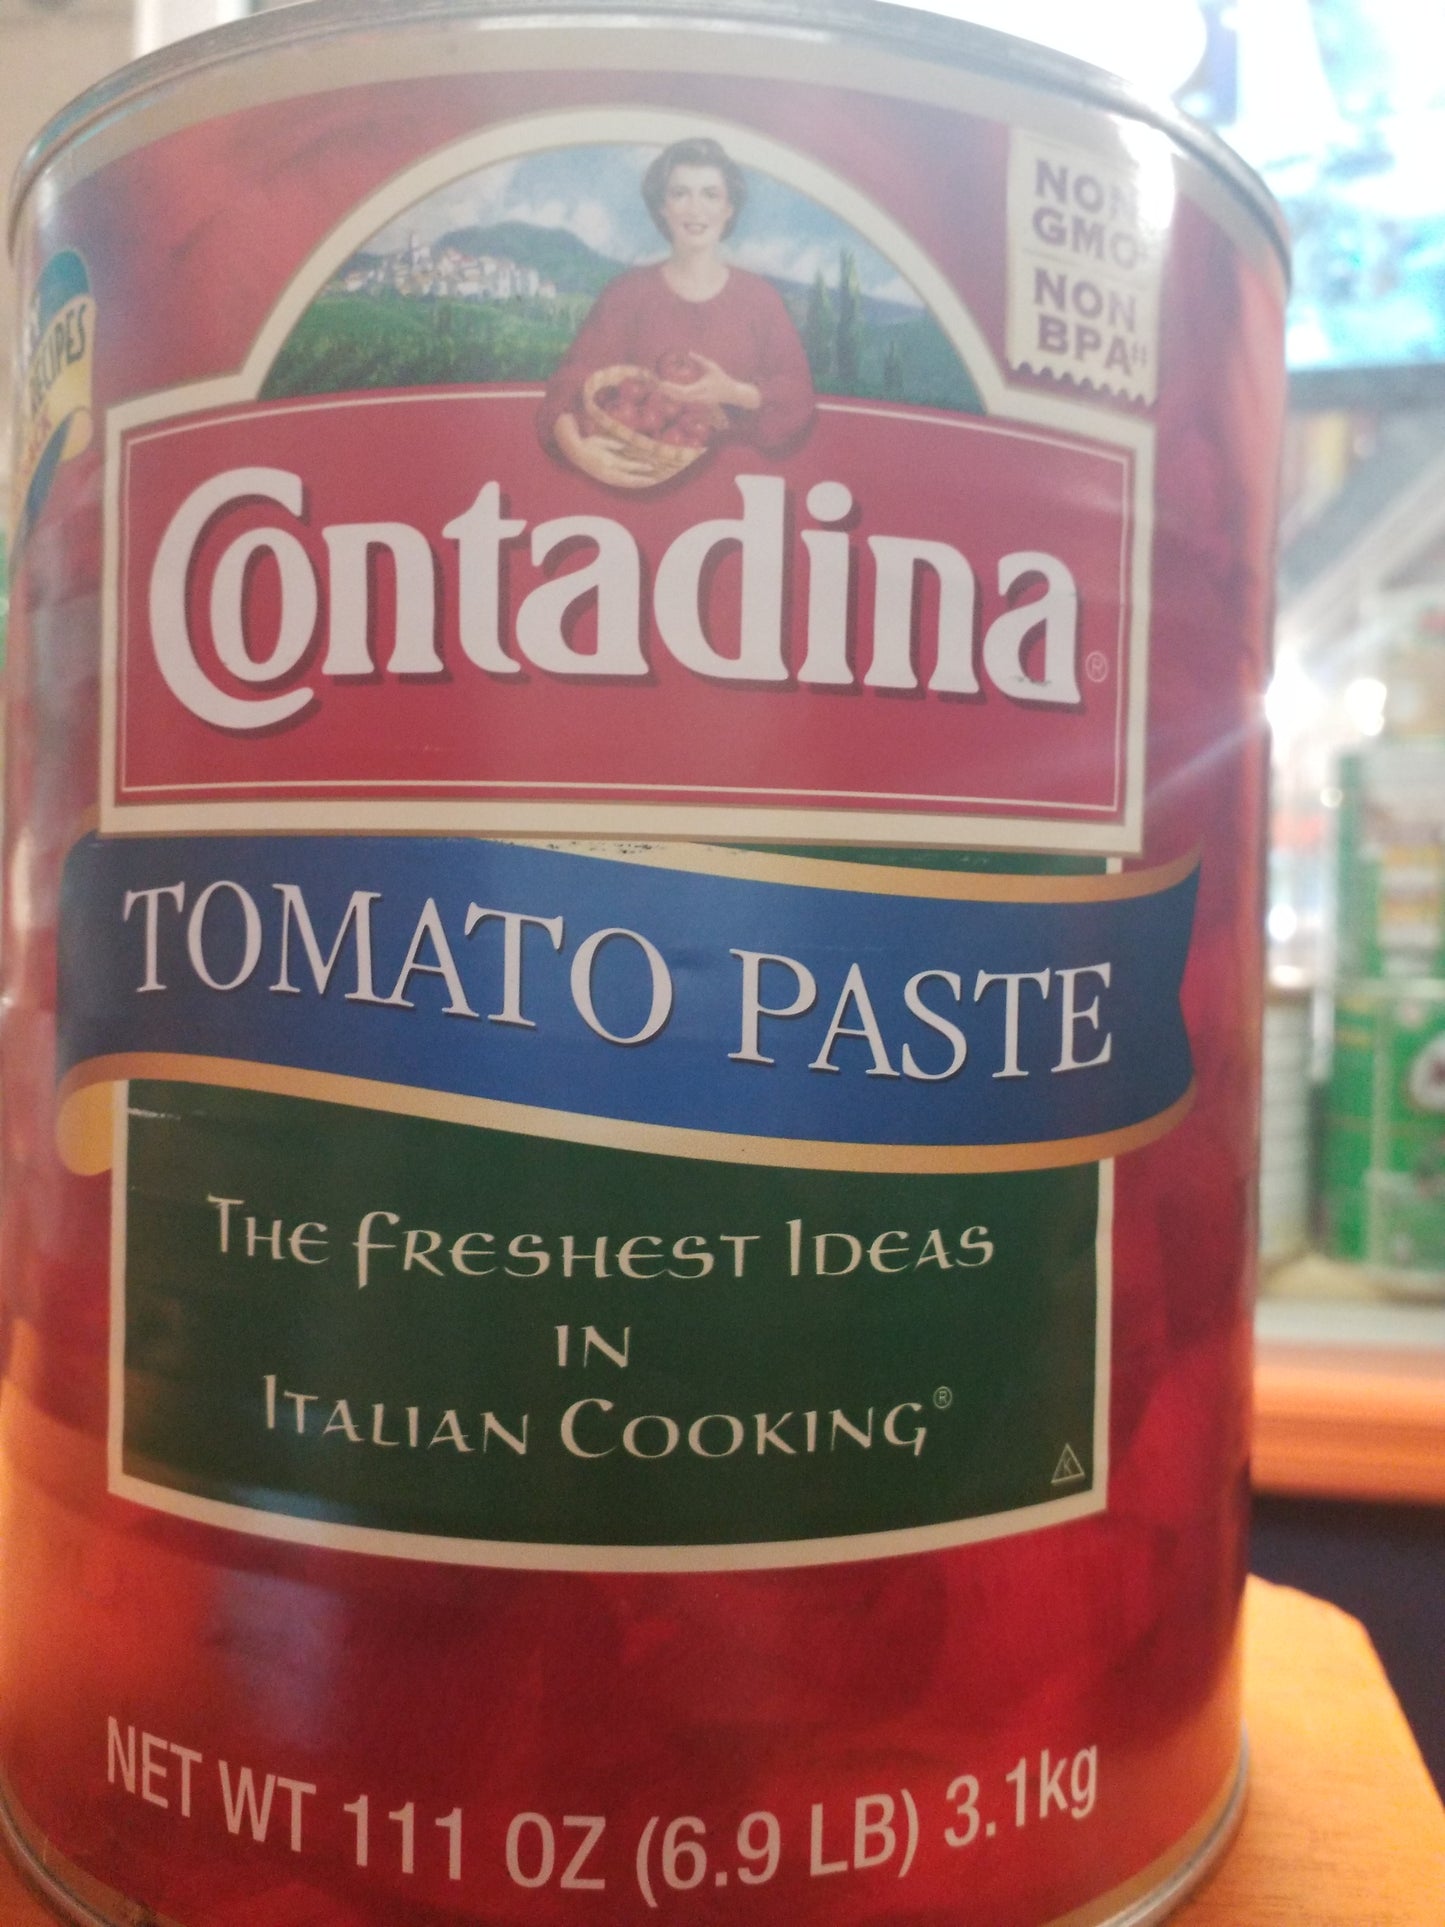 NON
GMO‡
NON
BPA‡‡
RECIPES
Contadina®
TOMATO PASTE
THE FRESHEST IDEAS
IN
ITALIAN COOKING®
K
NET WT 111 OZ (6.9 LB) 3.1kg